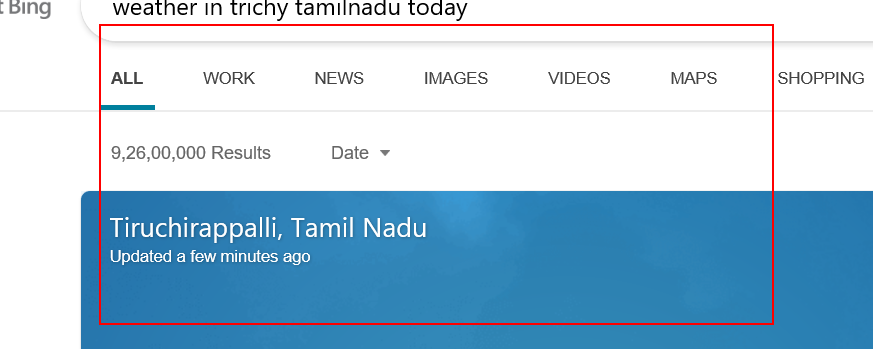 t Bing
weather in trichy tamilnadu today
ALL WORK NEWS IMAGES VIDEOS MAPS SHOPPING
9,26,00,000 Results Date
Tiruchirappalli, Tamil Nadu
Updated a few minutes ago